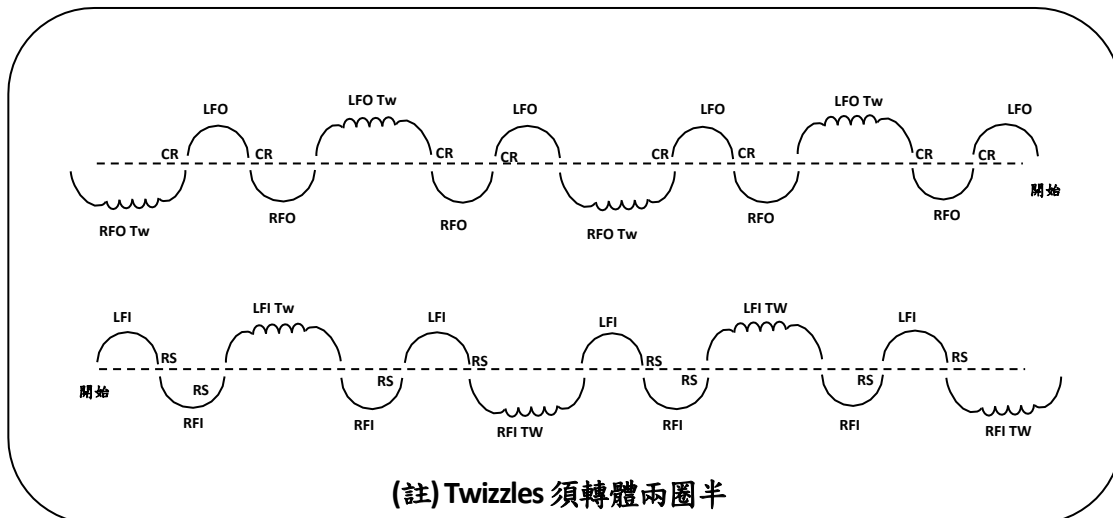 LFO LFO Tw LFO LFO LFO Tw LFO
CR CR CR CR CR CR CR CR
開始
RFO Tw RFO RFO RFO Tw RFO RFO
LFI LFI Tw LFI LFI LFI TW LFI
RS RS RS RS RS RS RS RS
開始
RFI RFI RFI TW RFI RFI RFI TW
(註) Twizzles 須轉體兩圈半